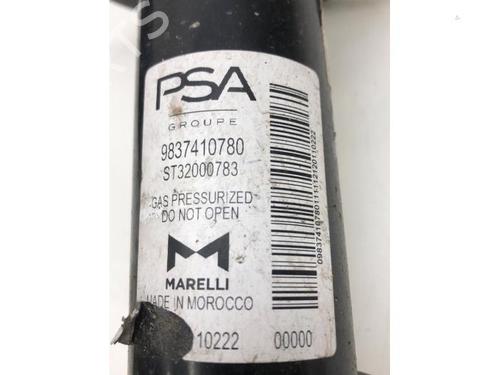 PSA
GROUPE
9837410780
ST32000783
GAS PRESSURIZED
DO NOT OPEN
MARELLI
MADE IN MOROCCO
10222 00000